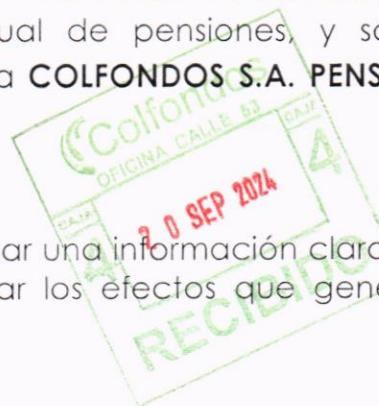 ual de pensiones, y so
a COLFONDOS S.A. PENS
Colfondos
OFICINA CALLE 53
CAJA
4
CAJA
4
20 SEP 2024
RECIBIDO
ar una información clara
ar los efectos que gene